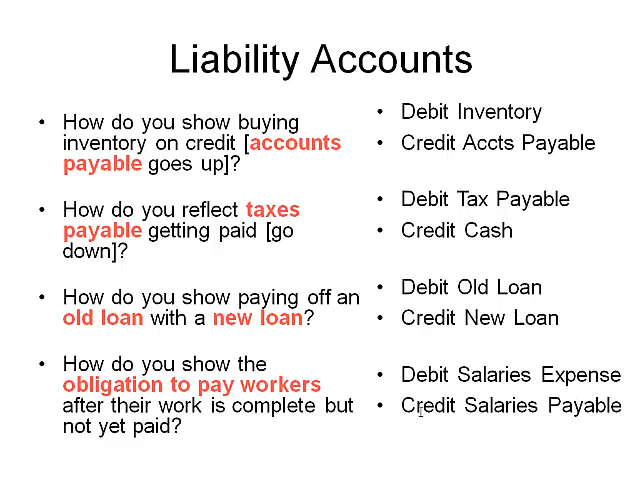 Liability Accounts
• How do you show buying
inventory on credit [accounts
payable goes up]?
• How do you reflect taxes
payable getting paid [go
down]?
• How do you show paying off an
old loan with a new loan?
• How do you show the
obligation to pay workers
after their work is complete but
not yet paid?
• Debit Inventory
• Credit Accts Payable
• Debit Tax Payable
• Credit Cash
• Debit Old Loan
• Credit New Loan
• Debit Salaries Expense
• Credit Salaries Payable